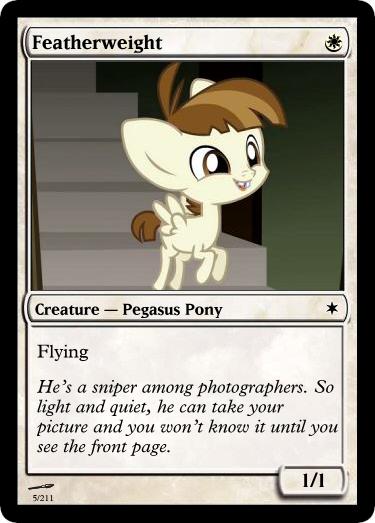 Featherweight
Creature — Pegasus Pony
Flying
He's a sniper among photographers. So
light and quiet, he can take your
picture and you won't know it until you
see the front page.
1/1
5/211